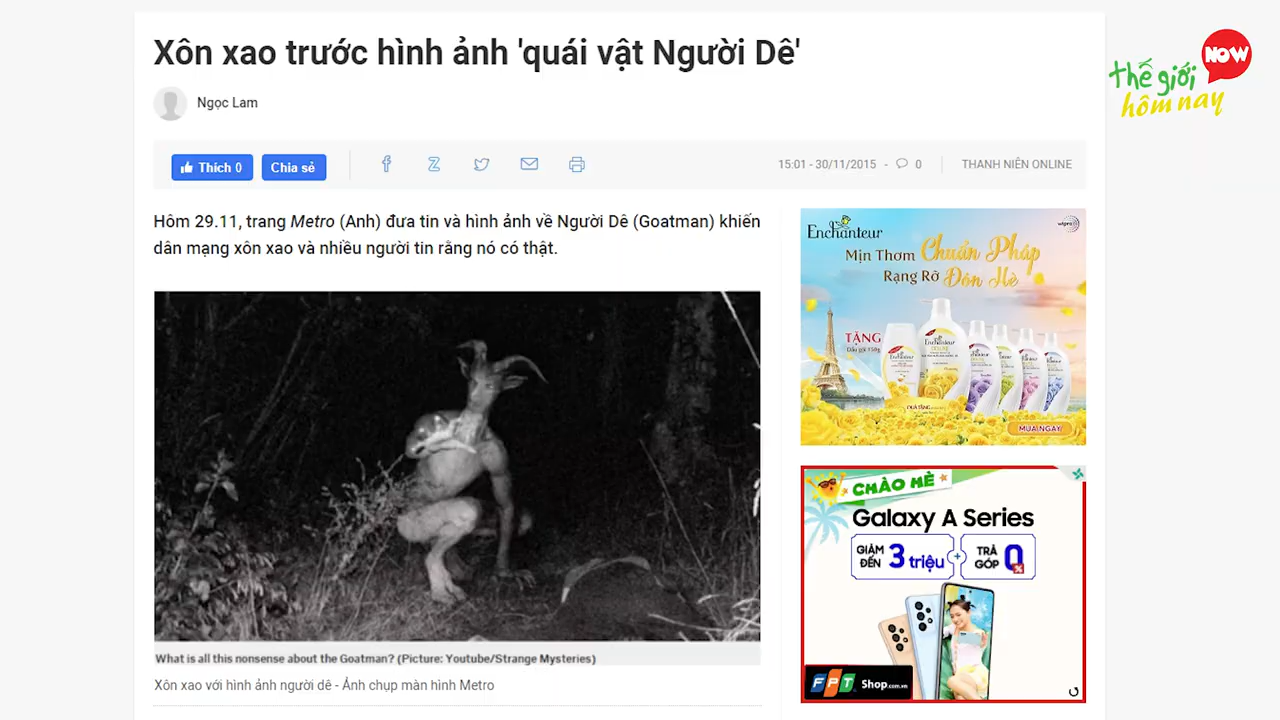 Xôn xao trước hình ảnh 'quái vật Người Dê'
NOW
thế giới
hôm nay
Ngọc Lam
Thích 0
Chia sẻ
15:01 - 30/11/2015 - 0
THANH NIÊN ONLINE
Hôm 29.11, trang Metro (Anh) đưa tin và hình ảnh về Người Dê (Goatman) khiến
dân mạng xôn xao và nhiều người tin rằng nó có thật.
What is all this nonsense about the Goatman? (Picture: Youtube/Strange Mysteries)
Xôn xao với hình ảnh người dê - Ảnh chụp màn hình Metro
Enchanteur
wipro
Mịn Thơm Chuẩn Pháp
Rạng Rỡ Đón Hè
TẶNG
MUA NGAY
CHÀO HÈ
Galaxy A Series
GIẢM
ĐẾN 3 triệu
+
TRẢ
GÓP 0
FPT Shop.com.vn